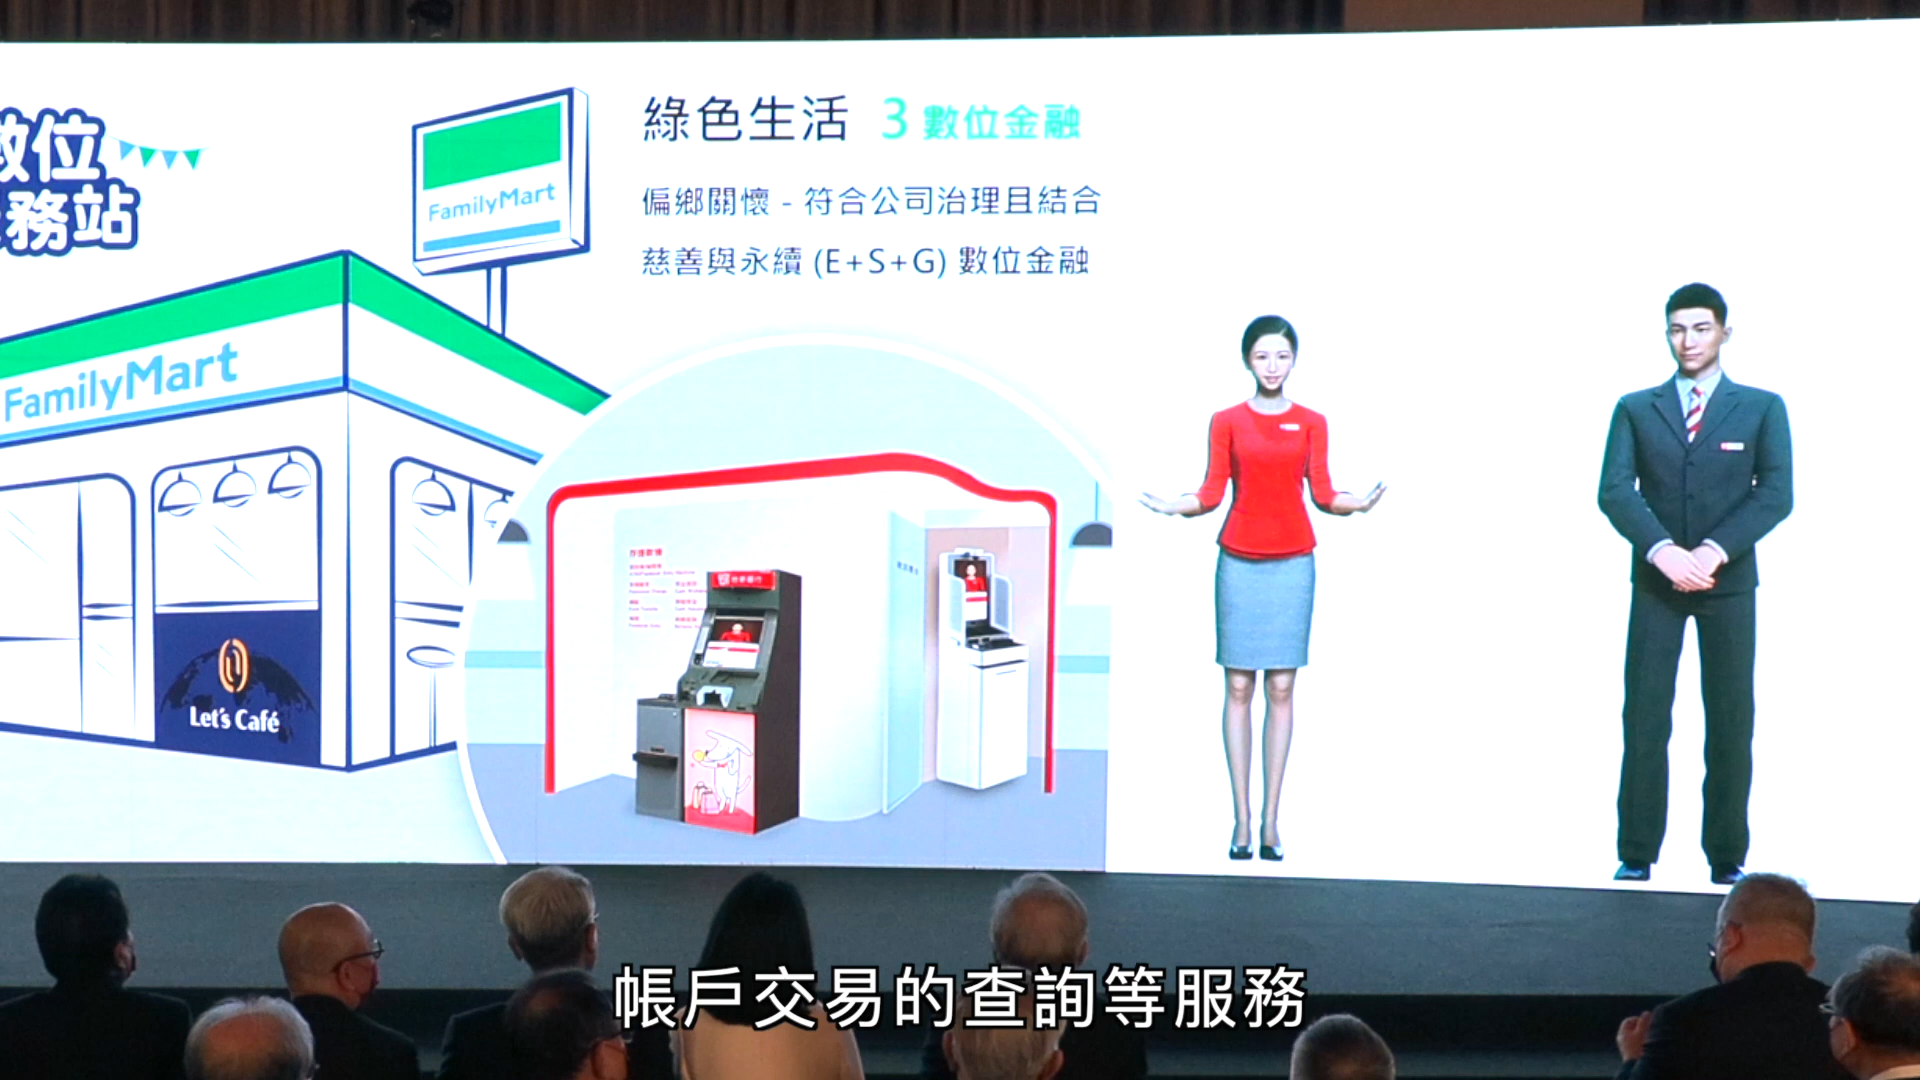 數位
務站
FamilyMart
FamilyMart
Let's Café
綠色生活 3 數位金融
偏鄉關懷 - 符合公司治理且結合
慈善與永續 (E+S+G) 數位金融
帳戶交易的查詢等服務